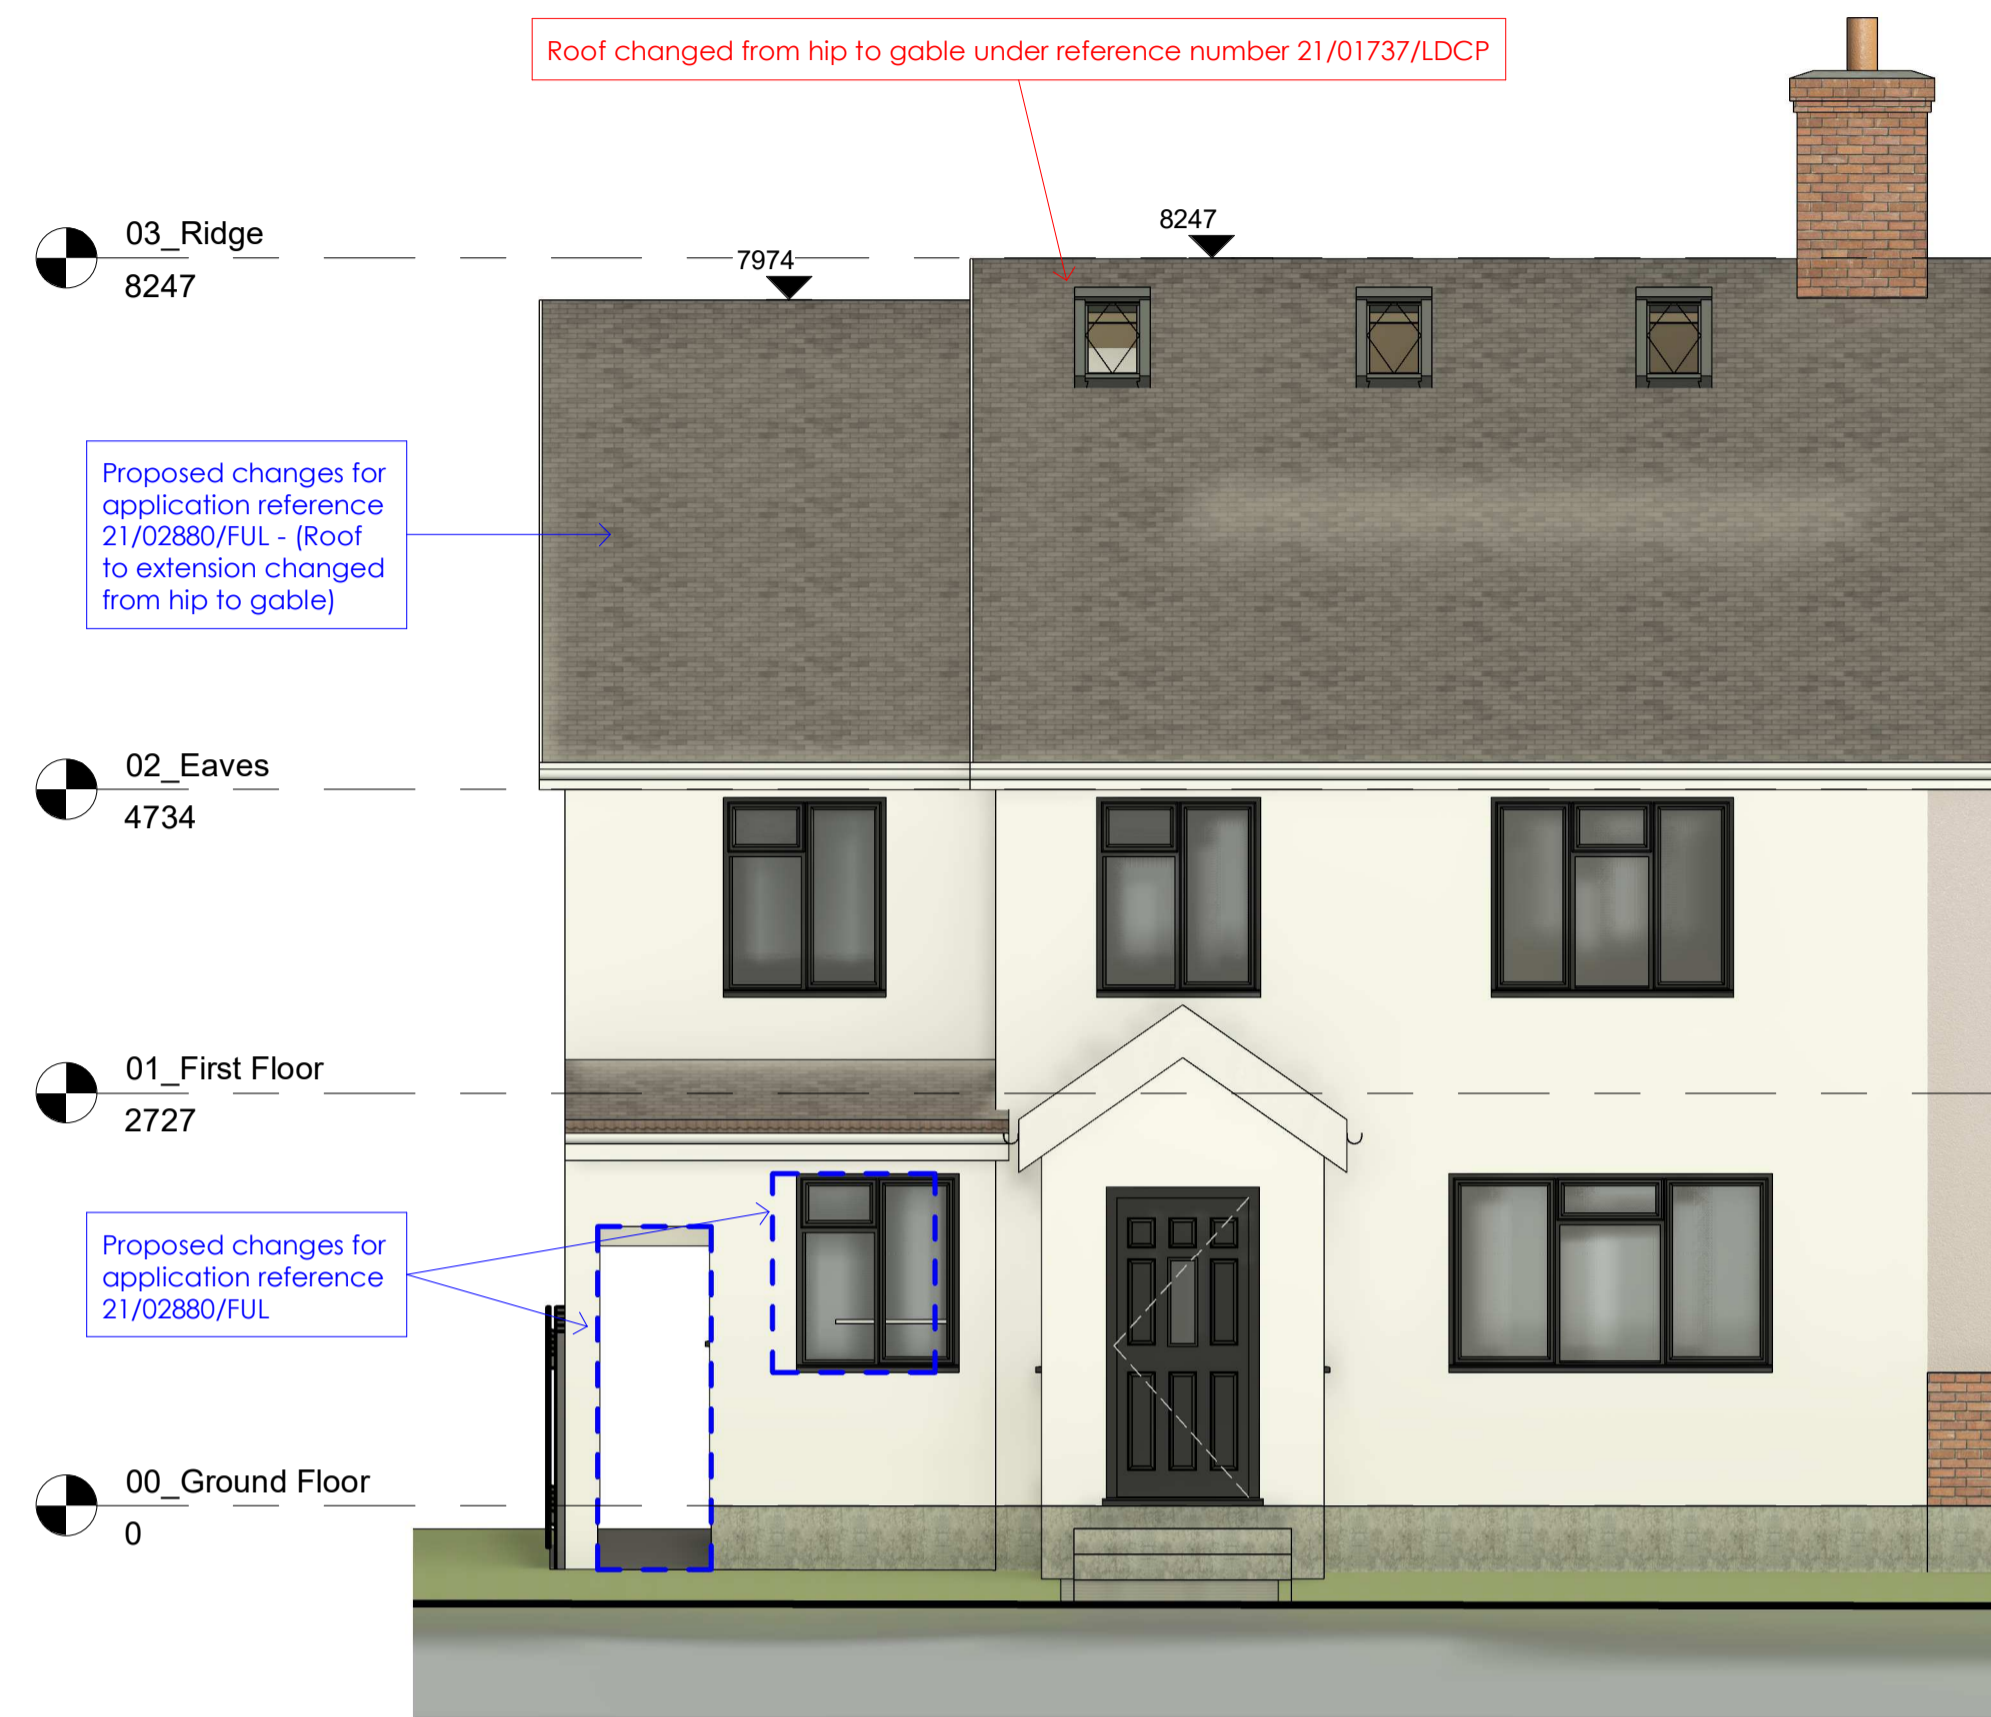 Roof changed from hip to gable under reference number 21/01737/LDCP
03_Ridge
8247
7974
8247
Proposed changes for
application reference
21/02880/FUL - (Roof
to extension changed
from hip to gable)
02_Eaves
4734
01_First Floor
2727
Proposed changes for
application reference
21/02880/FUL
00_Ground Floor
0